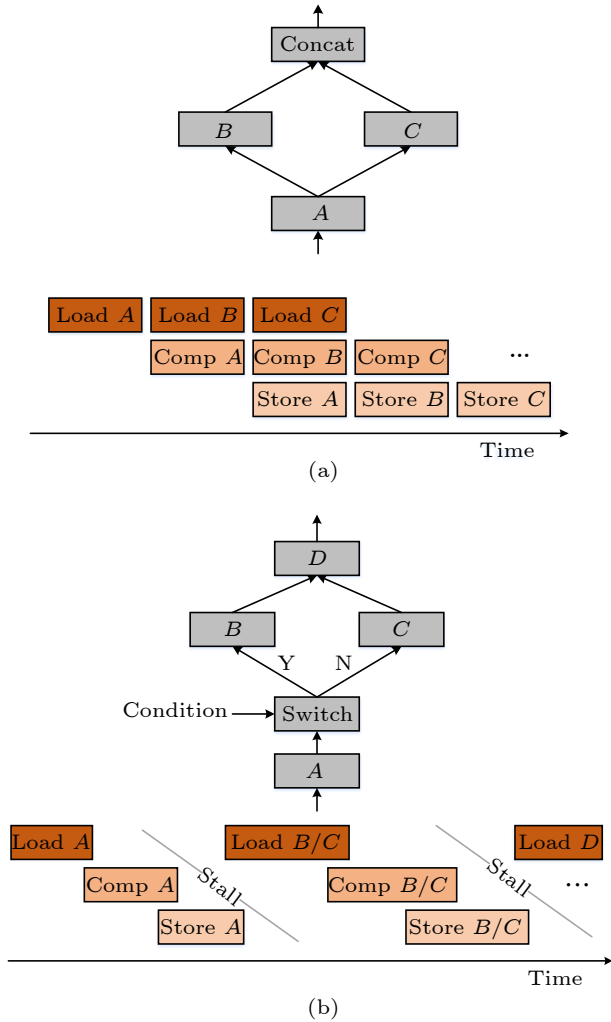 Concat
B C
A
Load A Load B Load C
Comp A Comp B Comp C ...
Store A Store B Store C
Time
(a)
D
B C
Y N
Condition Switch
A
Load A Load B/C Load D
Stall Stall
Comp A Comp B/C ...
Store A Store B/C
Time
(b)